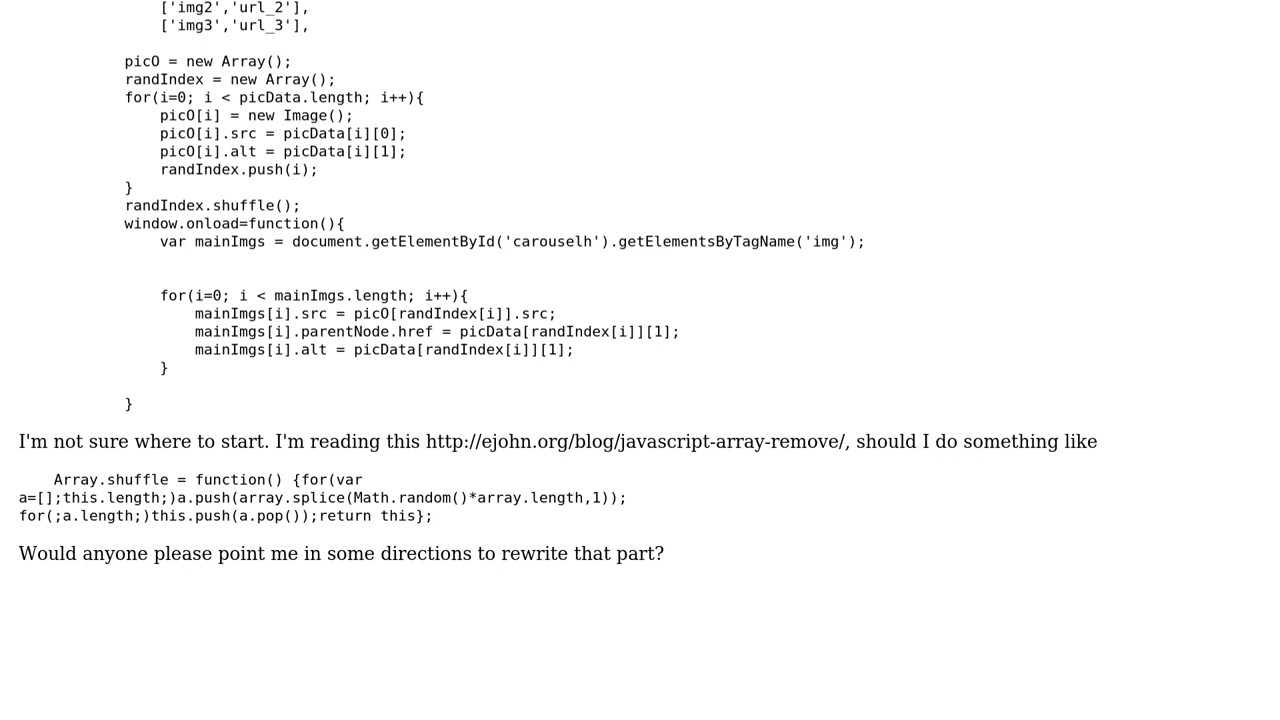 ['img2','url_2'],
['img3','url_3'],
picO = new Array();
randIndex = new Array();
for(i=0; i < picData.length; i++){
picO[i] = new Image();
picO[i].src = picData[i][0];
picO[i].alt = picData[i][1];
randIndex.push(i);
}
randIndex.shuffle();
window.onload=function(){
var mainImgs = document.getElementById('carouselh').getElementsByTagName('img');
for(i=0; i < mainImgs.length; i++){
mainImgs[i].src = picO[randIndex[i]].src;
mainImgs[i].parentNode.href = picData[randIndex[i]][1];
mainImgs[i].alt = picData[randIndex[i]][1];
}
}
I'm not sure where to start. I'm reading this http://ejohn.org/blog/javascript-array-remove/, should I do something like
Array.shuffle = function() {for(var
a=[];this.length;)a.push(array.splice(Math.random()*array.length,1));
for(;a.length;)this.push(a.pop());return this};
Would anyone please point me in some directions to rewrite that part?